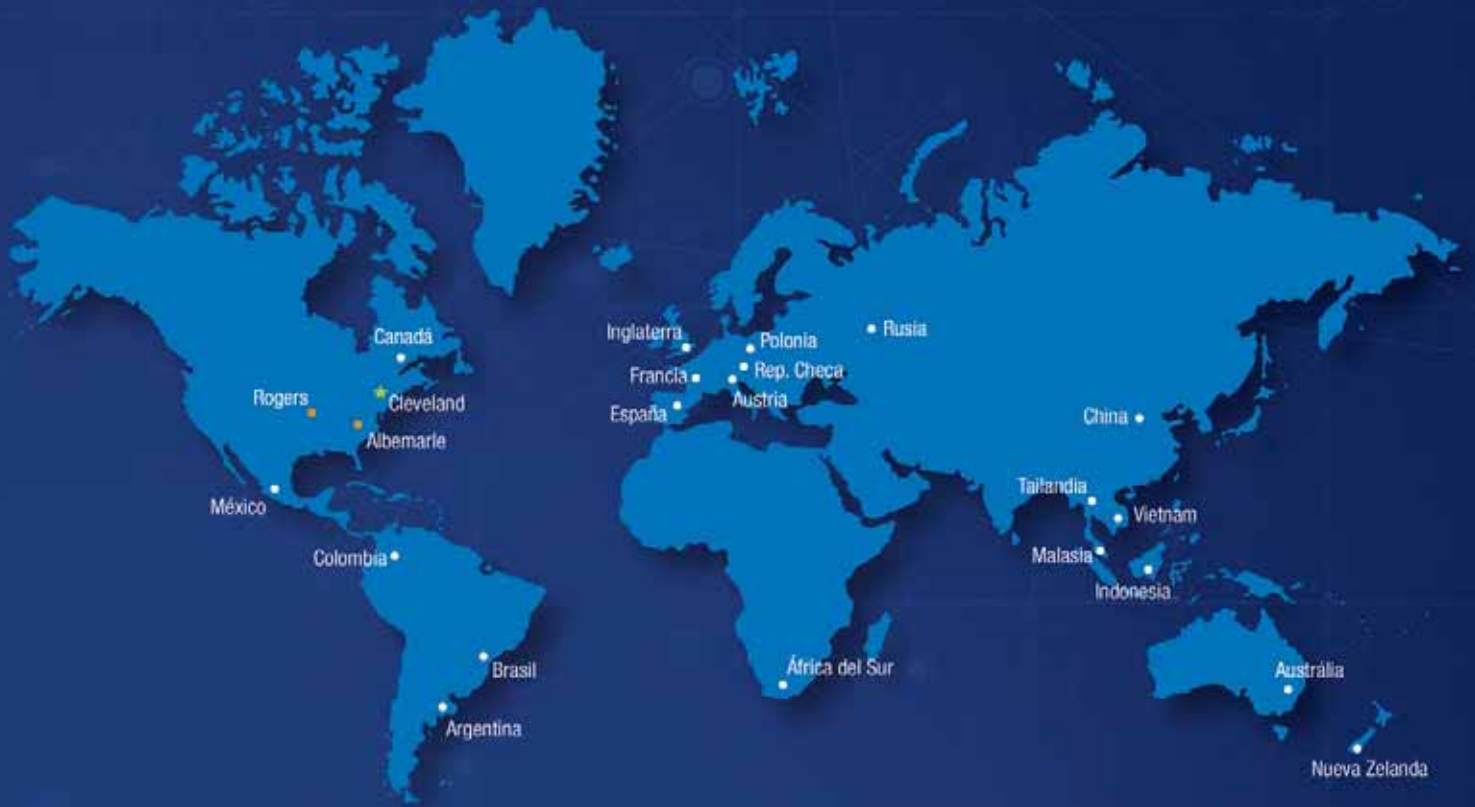 Canadá
Rogers
Cleveland
Albemarle
México
Colombia
Brasil
Argentina
Inglaterra
Polonia
Rusia
Francia
Rep. Checa
España
Austria
China
Tailandia
Vietnam
Malasia
Indonesia
África del Sur
Austrália
Nueva Zelanda